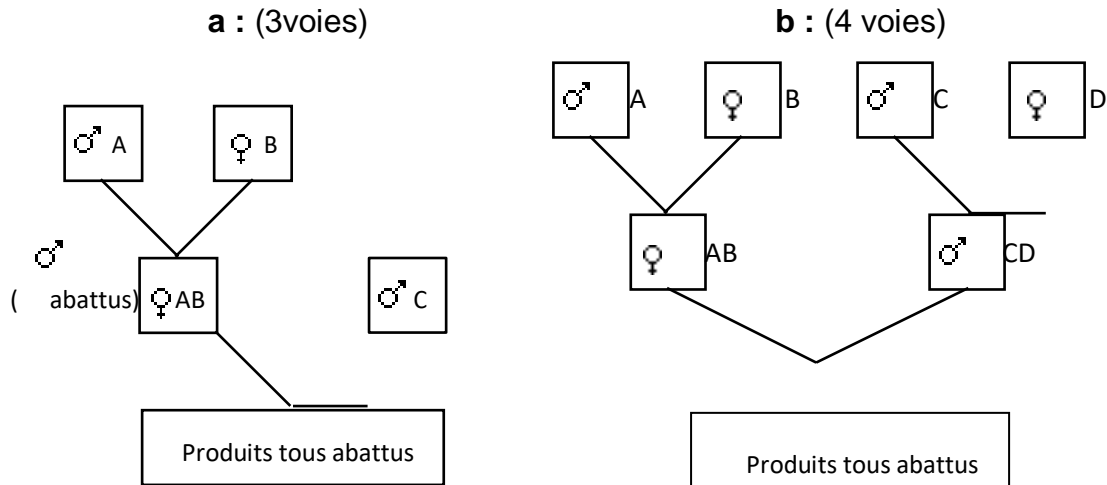 a : (3voies)
b : (4 voies)
♂ A
♀ B
♂ A
♀ B
♂ C
♀ D
♂
( abattus)
♀ AB
♂ C
♀ AB
♂ CD
Produits tous abattus
Produits tous abattus